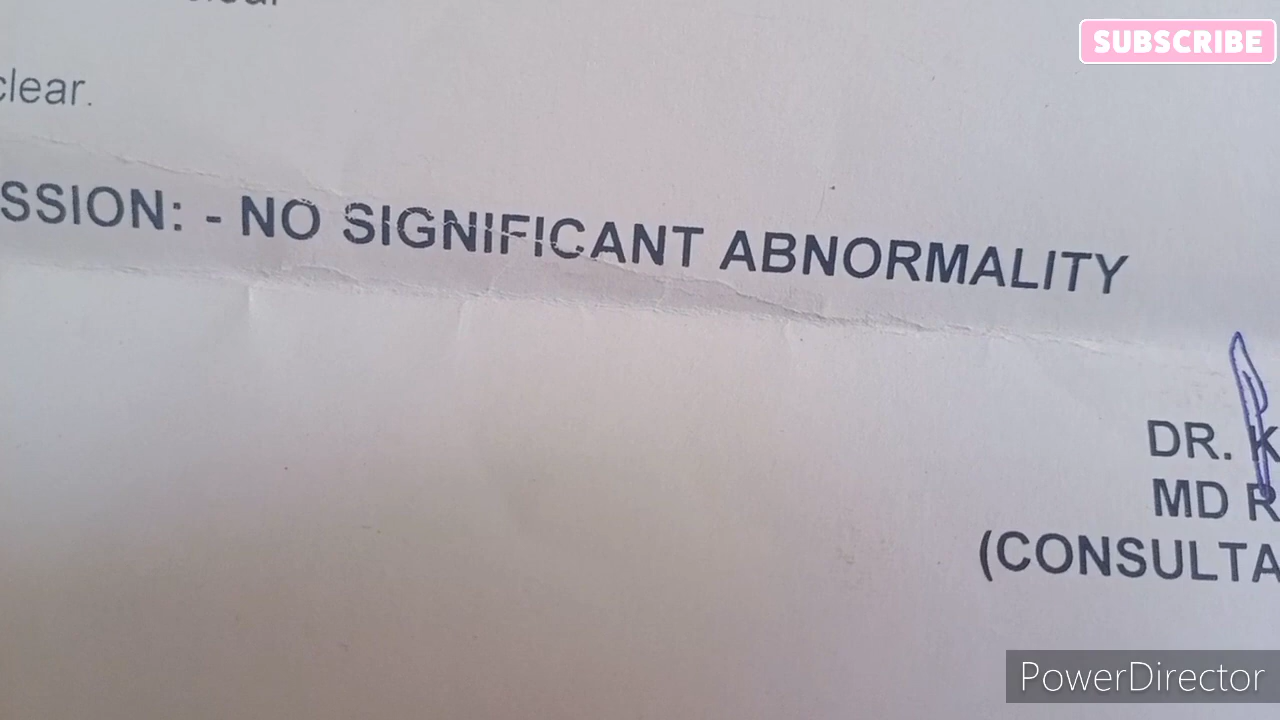 SUBSCRIBE
clear.
SSION: - NO SIGNIFICANT ABNORMALITY
DR. K
MD R
(CONSULTA
PowerDirector